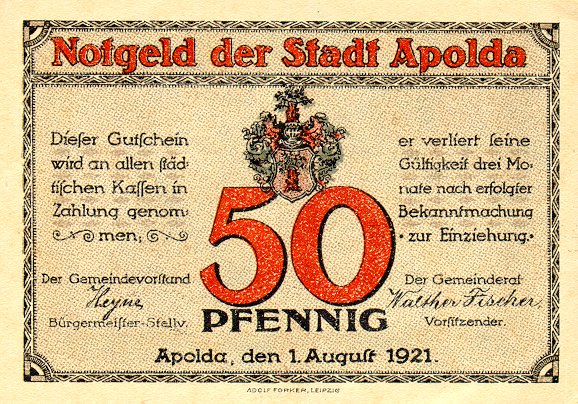 Notgeld der Stadt Apolda
Dieſer Gutſchein
wird an allen ſtäd-
tiſchen Kaſſen in
Zahlung genom-
men;
er verliert ſeine
Gültigkeit drei Mo-
nate nach erfolgter
Bekanntmachung
zur Einziehung.
50
PFENNIG
Der Gemeindevorſtand
Heyne
Bürgermeiſter-Stellv.
Der Gemeinderat
Walther Fiſcher
Vorſitzender.
Apolda, den 1. Auguſt 1921.
ADOLF FORKER, LEIPZIG